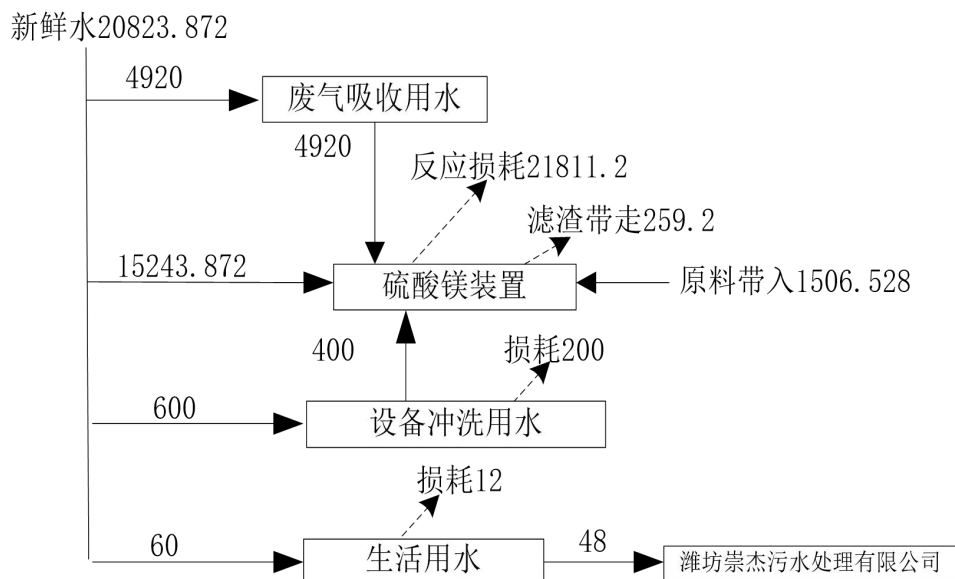 新鲜水20823.872
4920
废气吸收用水
4920
反应损耗21811.2
滤渣带走259.2
15243.872
硫酸镁装置
原料带入1506.528
400
损耗200
600
设备冲洗用水
损耗12
60
生活用水
48
潍坊崇杰污水处理有限公司